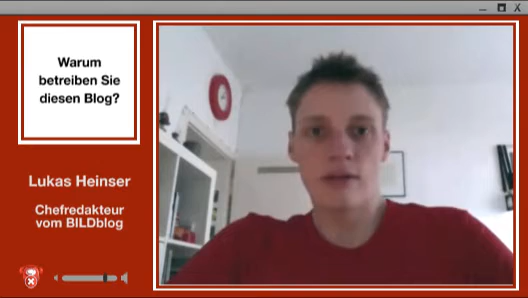 Warum
betreiben Sie
diesen Blog?
Lukas Heinser
Chefredakteur
vom BILDblog